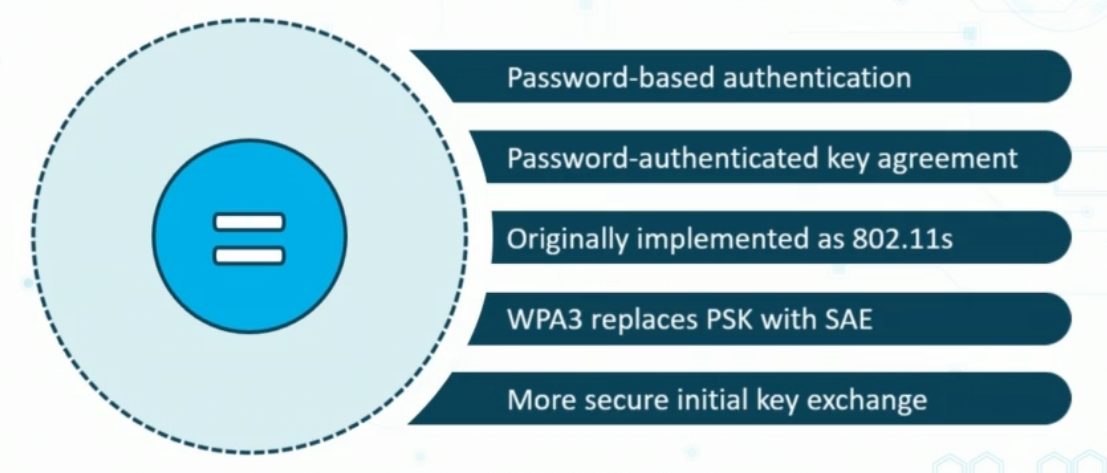 Password-based authentication
Password-authenticated key agreement
Originally implemented as 802.11s
WPA3 replaces PSK with SAE
More secure initial key exchange